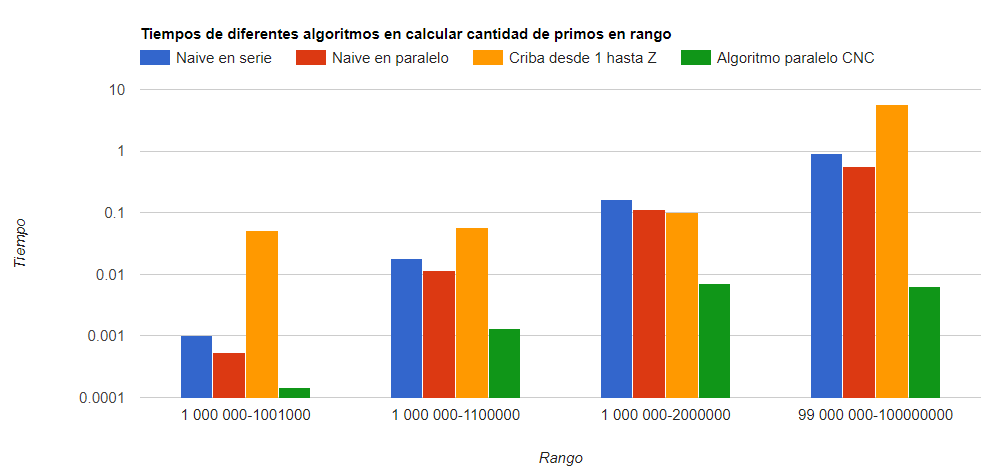 Tiempos de diferentes algoritmos en calcular cantidad de primos en rango
Naive en serie Naive en paralelo Criba desde 1 hasta Z Algoritmo paralelo CNC
10
1
0.1
0.01
0.001
0.0001
Tiempo
1 000 000-1001000 1 000 000-1100000 1 000 000-2000000 99 000 000-100000000
Rango